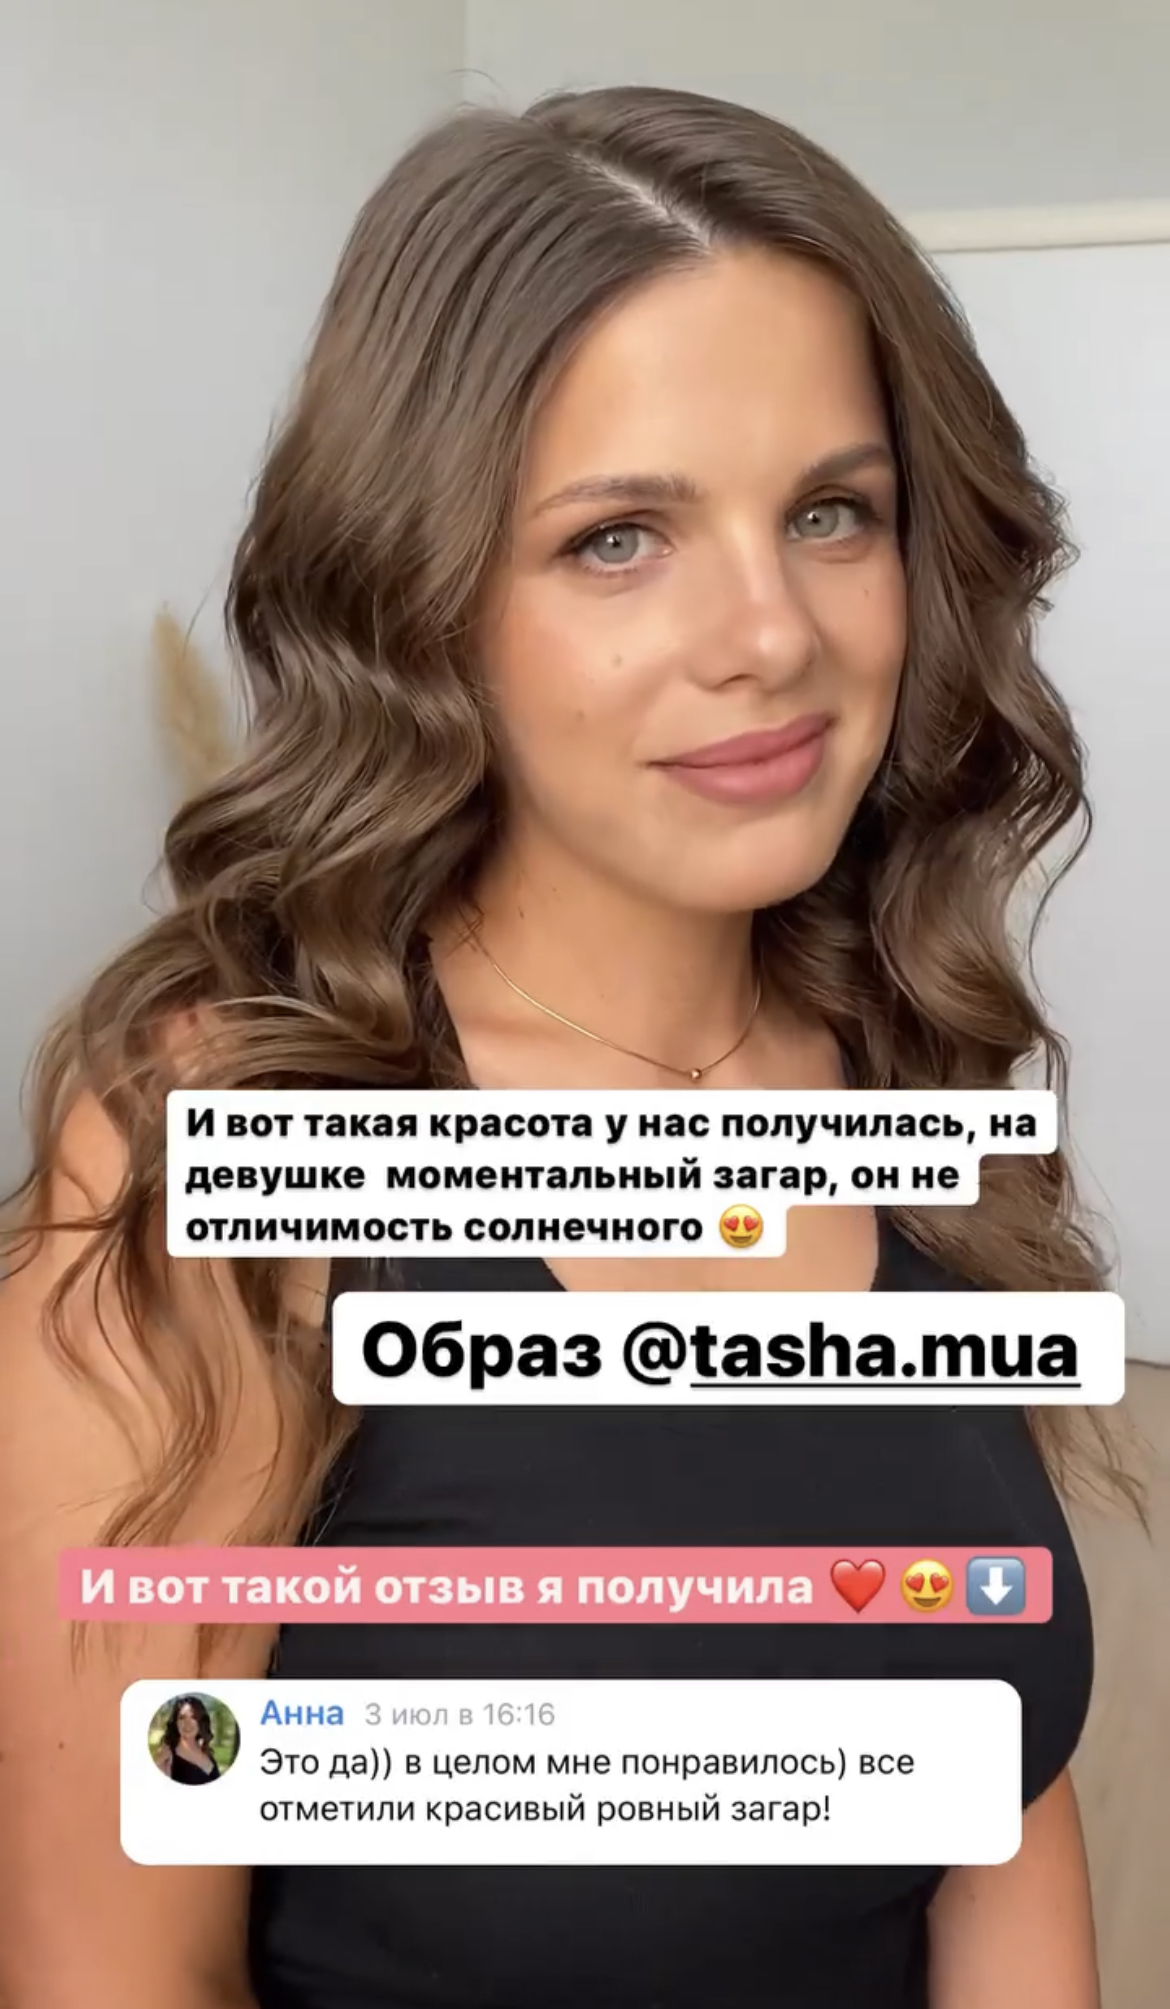 И вот такая красота у нас получилась, на
девушке  моментальный загар, он не
отличимость солнечного 😍
Образ @tasha.mua
И вот такой отзыв я получила ❤️ 😍 ⬇️
Анна 3 июл в 16:16
Это да)) в целом мне понравилось) все
отметили красивый ровный загар!